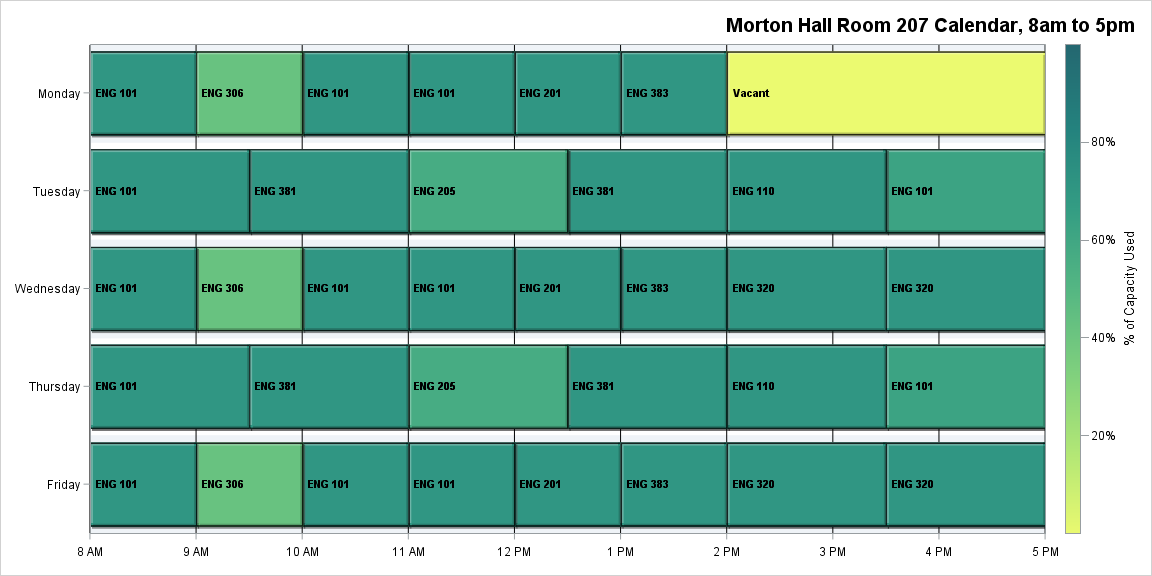 Morton Hall Room 207 Calendar, 8am to 5pm
Monday
ENG 101
ENG 306
ENG 101
ENG 101
ENG 201
ENG 383
Vacant
Tuesday
ENG 101
ENG 381
ENG 205
ENG 381
ENG 110
ENG 101
Wednesday
ENG 101
ENG 306
ENG 101
ENG 101
ENG 201
ENG 383
ENG 320
ENG 320
Thursday
ENG 101
ENG 381
ENG 205
ENG 381
ENG 110
ENG 101
Friday
ENG 101
ENG 306
ENG 101
ENG 101
ENG 201
ENG 383
ENG 320
ENG 320
8 AM
9 AM
10 AM
11 AM
12 PM
1 PM
2 PM
3 PM
4 PM
5 PM
80%
60%
40%
20%
% of Capacity Used